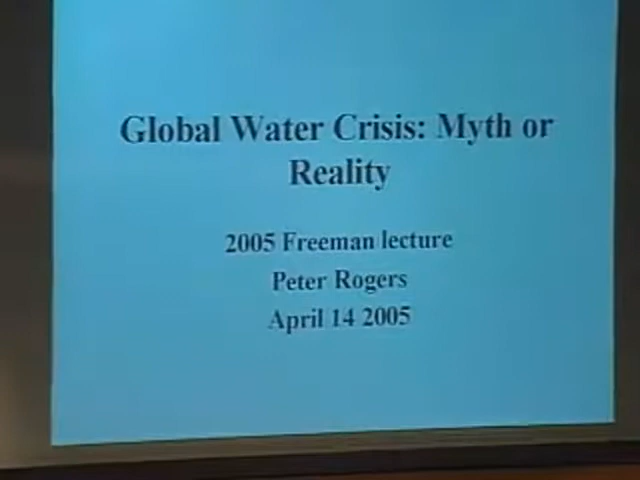 Global Water Crisis: Myth or
Reality
2005 Freeman lecture
Peter Rogers
April 14 2005